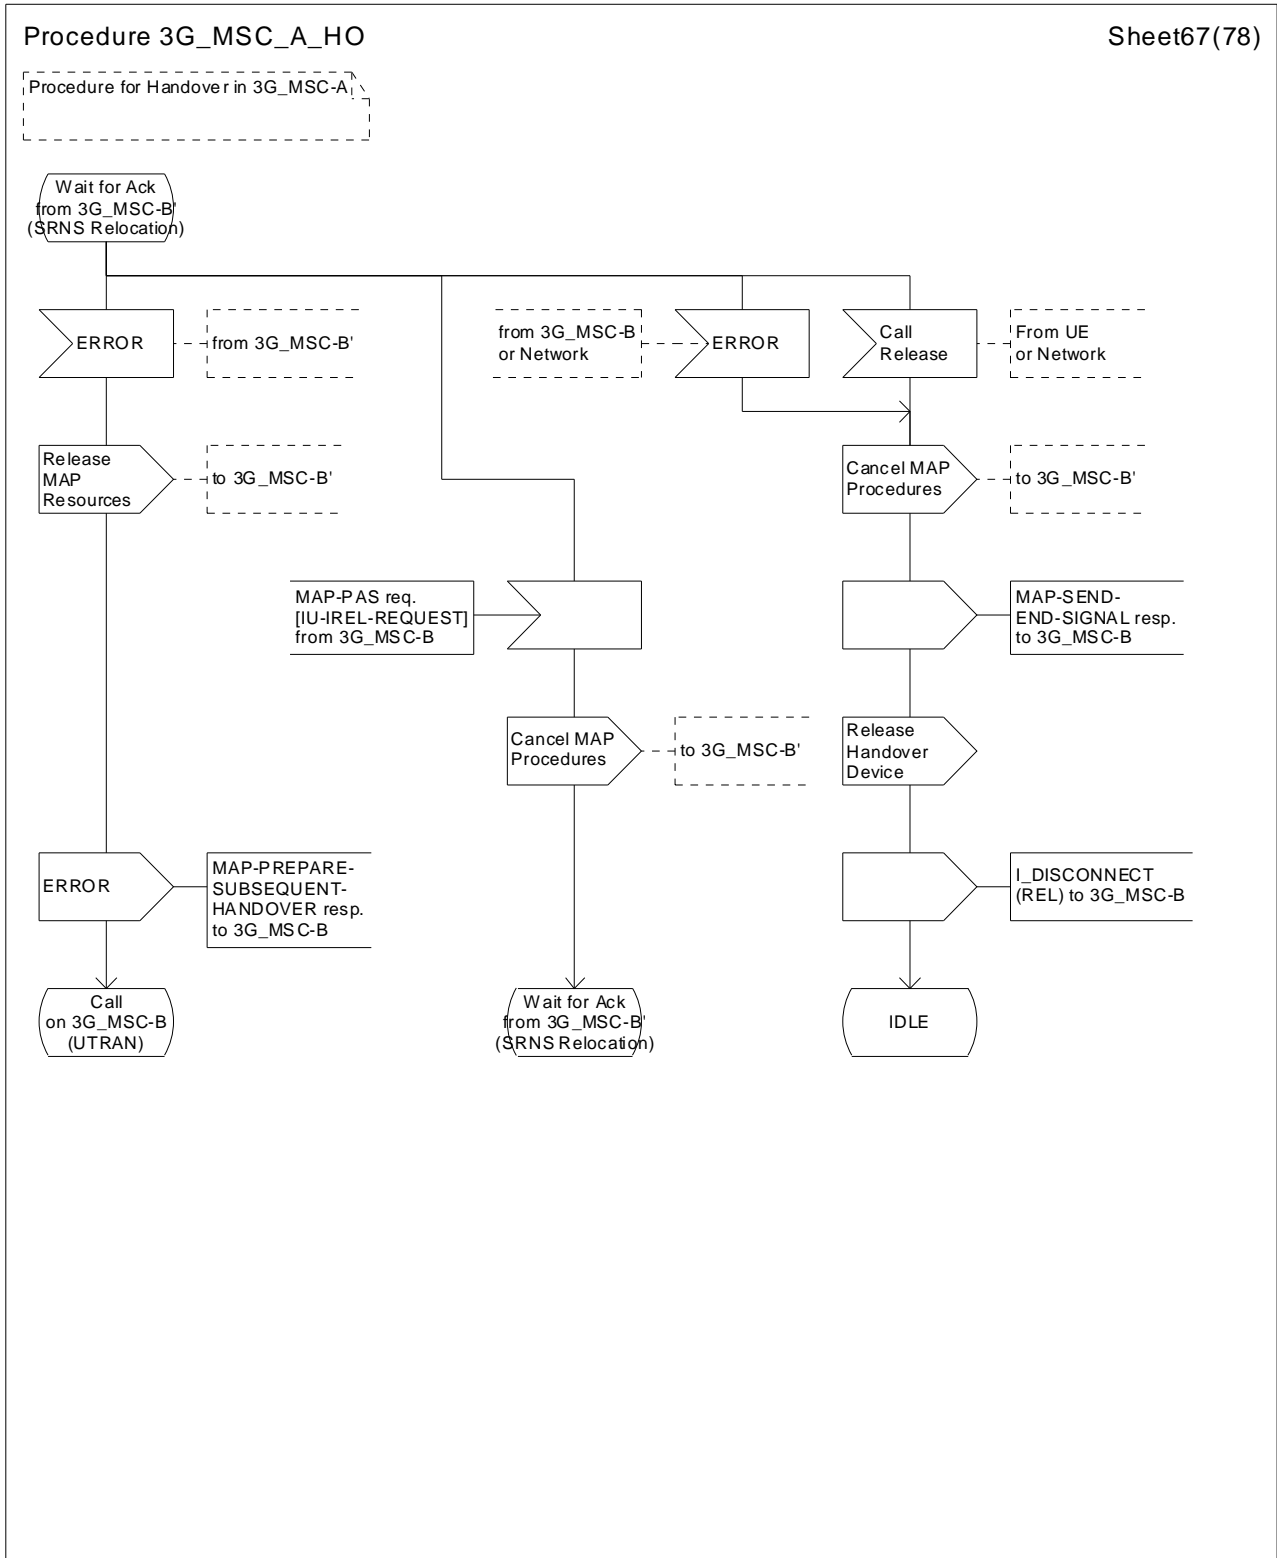 Procedure 3G_MSC_A_HO
Sheet67(78)
Procedure for Handover in 3G_MSC-A
Wait for Ack
from 3G_MSC-B'
(SRNS Relocation)
ERROR
from 3G_MSC-B'
from 3G_MSC-B
or Network
ERROR
Call
Release
From UE
or Network
Release
MAP
Resources
to 3G_MSC-B'
Cancel MAP
Procedures
to 3G_MSC-B'
MAP-PAS req.
[IU-IREL-REQUEST]
from 3G_MSC-B
MAP-SEND-
END-SIGNAL resp.
to 3G_MSC-B
Cancel MAP
Procedures
to 3G_MSC-B'
Release
Handover
Device
ERROR
MAP-PREPARE-
SUBSEQUENT-
HANDOVER resp.
to 3G_MSC-B
I_DISCONNECT
(REL) to 3G_MSC-B
Call
on 3G_MSC-B
(UTRAN)
Wait for Ack
from 3G_MSC-B'
(SRNS Relocation)
IDLE